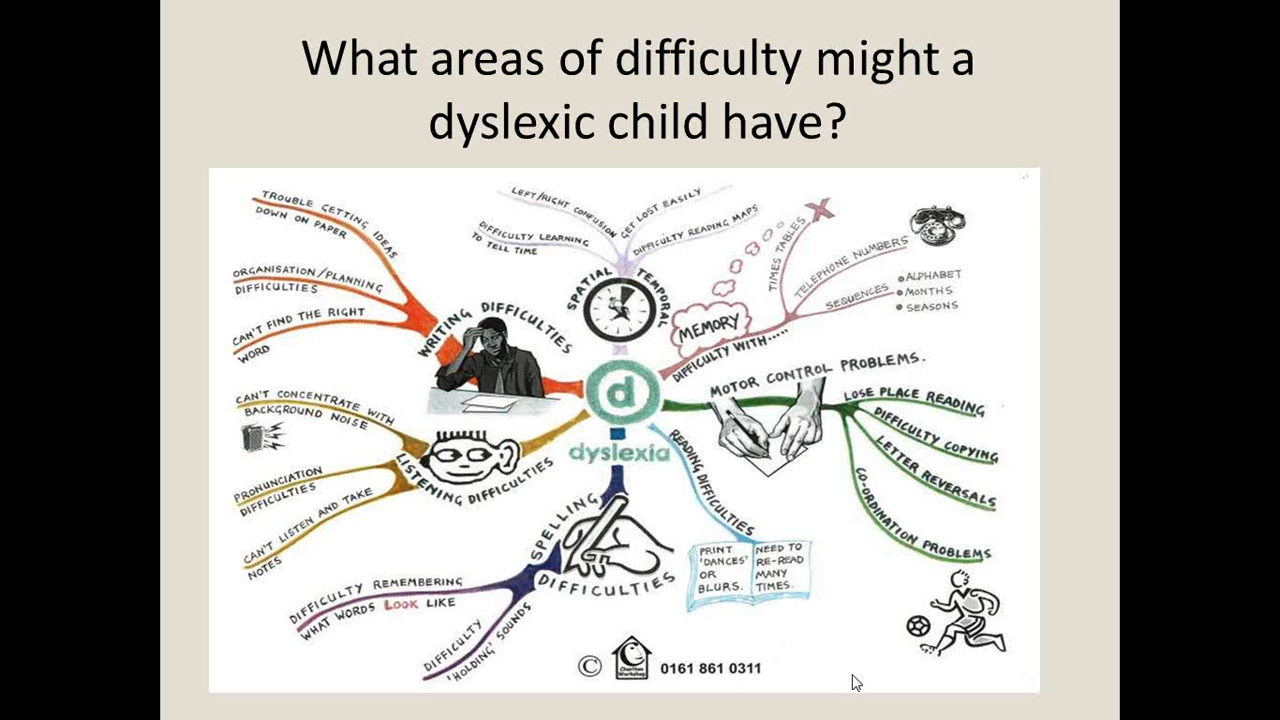 What areas of difficulty might a
dyslexic child have?
TROUBLE GETTING IDEAS
DOWN ON PAPER
ORGANISATION/PLANNING
DIFFICULTIES
CAN'T FIND THE RIGHT
WORD
WRITING DIFFICULTIES
LEFT/RIGHT CONFUSION
GET LOST EASILY
DIFFICULTY LEARNING
TO TELL TIME
DIFFICULTY READING MAPS
SPATIAL TEMPORAL
MEMORY
DIFFICULTY WITH.....
TIMES TABLES
TELEPHONE NUMBERS
SEQUENCES
ALPHABET
MONTHS
SEASONS
d
dyslexia
MOTOR CONTROL PROBLEMS.
LOSE PLACE READING
DIFFICULTY COPYING
LETTER REVERSALS
CO-ORDINATION PROBLEMS
CAN'T CONCENTRATE WITH
BACKGROUND NOISE
PRONUNCIATION
DIFFICULTIES
CAN'T LISTEN AND TAKE
NOTES
LISTENING DIFFICULTIES
READING DIFFICULTIES
PRINT
'DANCES'
OR
BLURS.
NEED TO
RE-READ
MANY
TIMES.
SPELLING
DIFFICULTIES
DIFFICULTY REMEMBERING
WHAT WORDS LOOK LIKE
DIFFICULTY
'HOLDING' SOUNDS
© 0161 861 0311